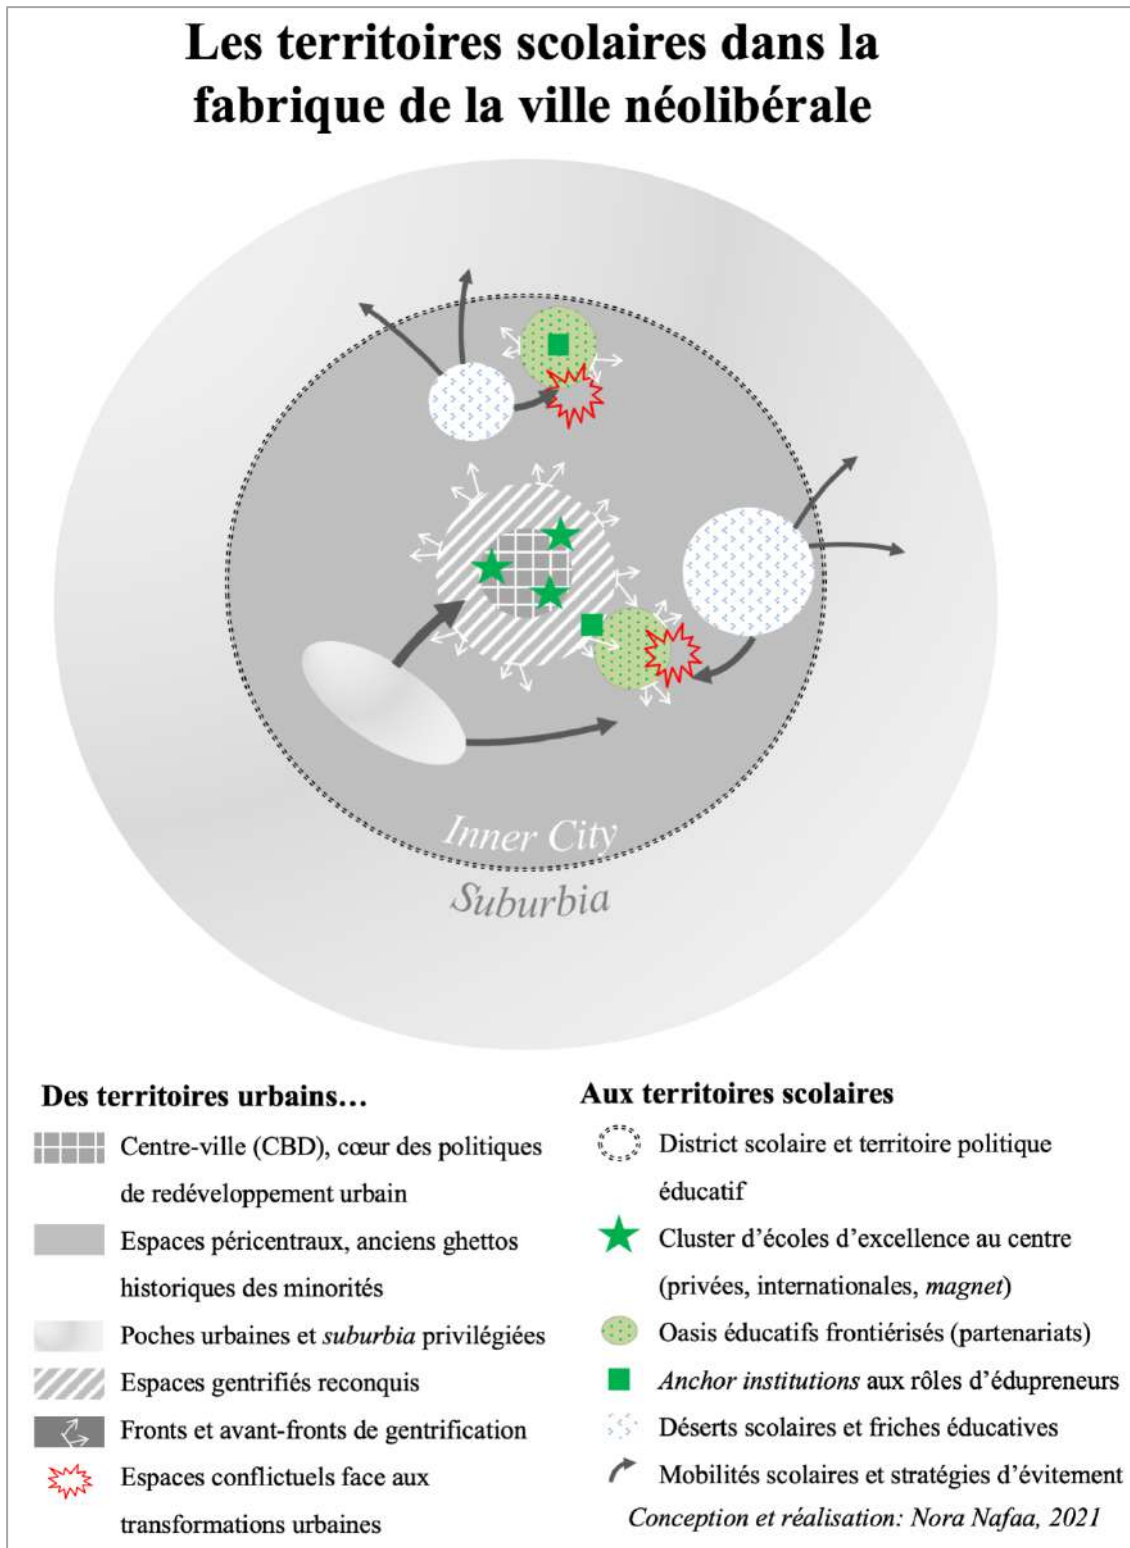 Les territoires scolaires dans la
fabrique de la ville néolibérale
Inner City
Suburbia
Des territoires urbains…
Centre-ville (CBD), cœur des politiques
de redéveloppement urbain
Espaces péricentraux, anciens ghettos
historiques des minorités
Poches urbaines et suburbia privilégiées
Espaces gentrifiés reconquis
Fronts et avant-fronts de gentrification
Espaces conflictuels face aux
transformations urbaines
Aux territoires scolaires
District scolaire et territoire politique
éducatif
Cluster d’écoles d’excellence au centre
(privées, internationales, magnet)
Oasis éducatifs frontiérisés (partenariats)
Anchor institutions aux rôles d’édupreneurs
Déserts scolaires et friches éducatives
Mobilités scolaires et stratégies d’évitement
Conception et réalisation: Nora Nafaa, 2021